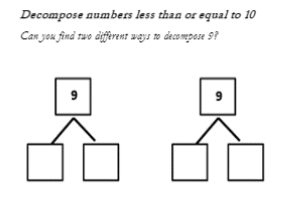 Decompose numbers less than or equal to 10
Can you find two different ways to decompose 9?
9 9